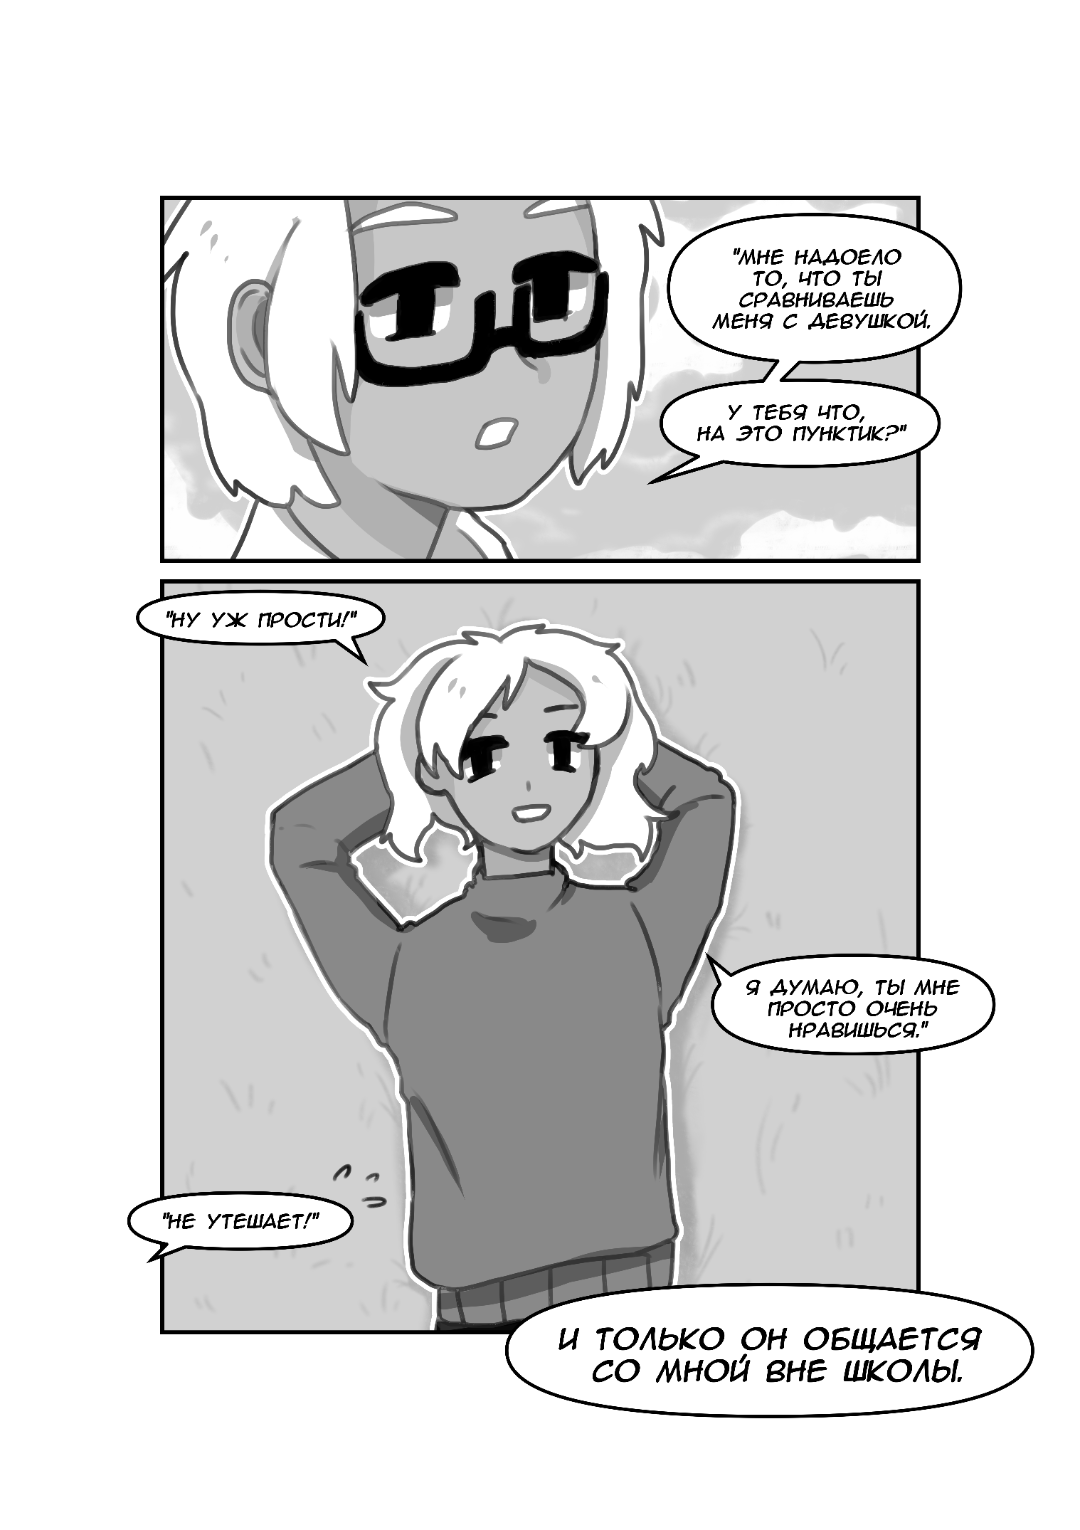 "МНЕ НАДОЕЛО
ТО, ЧТО ТЫ
СРАВНИВАЕШЬ
МЕНЯ С ДЕВУШКОЙ.
У ТЕБЯ ЧТО,
НА ЭТО ПУНКТИК?"
"НУ УЖ ПРОСТИ!"
Я ДУМАЮ, ТЫ МНЕ
ПРОСТО ОЧЕНЬ
НРАВИШЬСЯ."
"НЕ УТЕШАЕТ!"
И ТОЛЬКО ОН ОБЩАЕТСЯ
СО МНОЙ ВНЕ ШКОЛЫ.